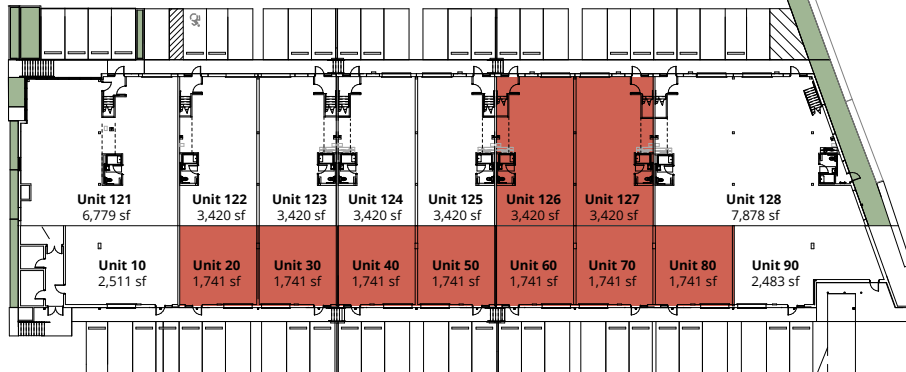 Unit 121
6,779 sf
Unit 122
3,420 sf
Unit 123
3,420 sf
Unit 124
3,420 sf
Unit 125
3,420 sf
Unit 126
3,420 sf
Unit 127
3,420 sf
Unit 128
7,878 sf
Unit 10
2,511 sf
Unit 20
1,741 sf
Unit 30
1,741 sf
Unit 40
1,741 sf
Unit 50
1,741 sf
Unit 60
1,741 sf
Unit 70
1,741 sf
Unit 80
1,741 sf
Unit 90
2,483 sf